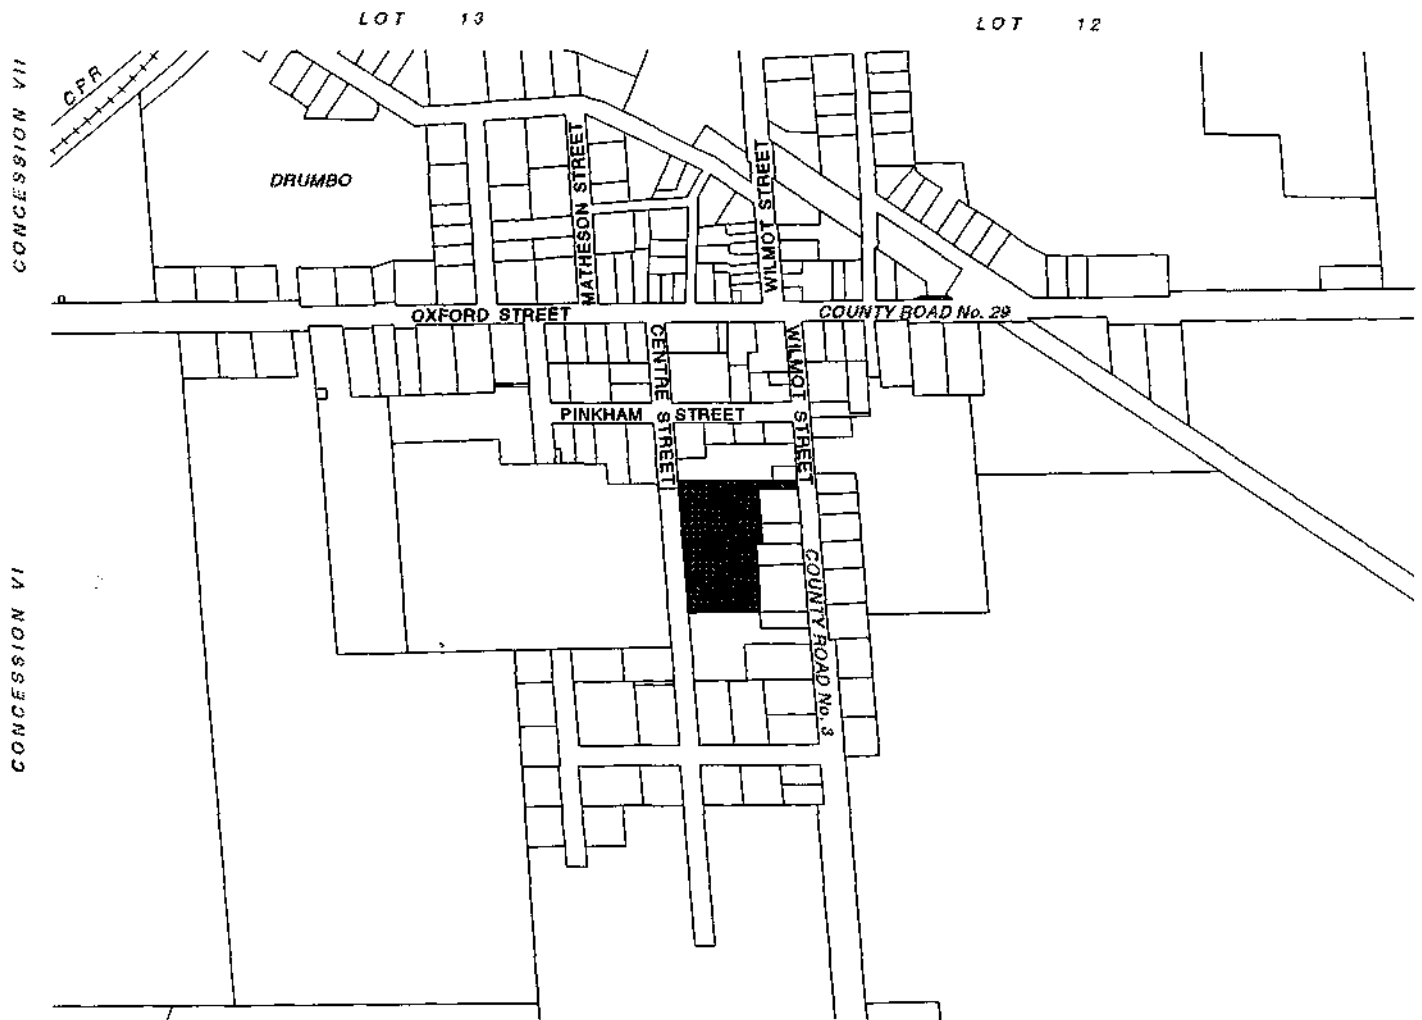 LOT 13
LOT 12
CONCESSION VII
CPR
DRUMBO
MATHESON STREET
WILMOT STREET
OXFORD STREET
COUNTY ROAD No. 29
CENTRE STREET
WILMOT STREET
PINKHAM STREET
CONCESSION VI
COUNTY ROAD No. 3